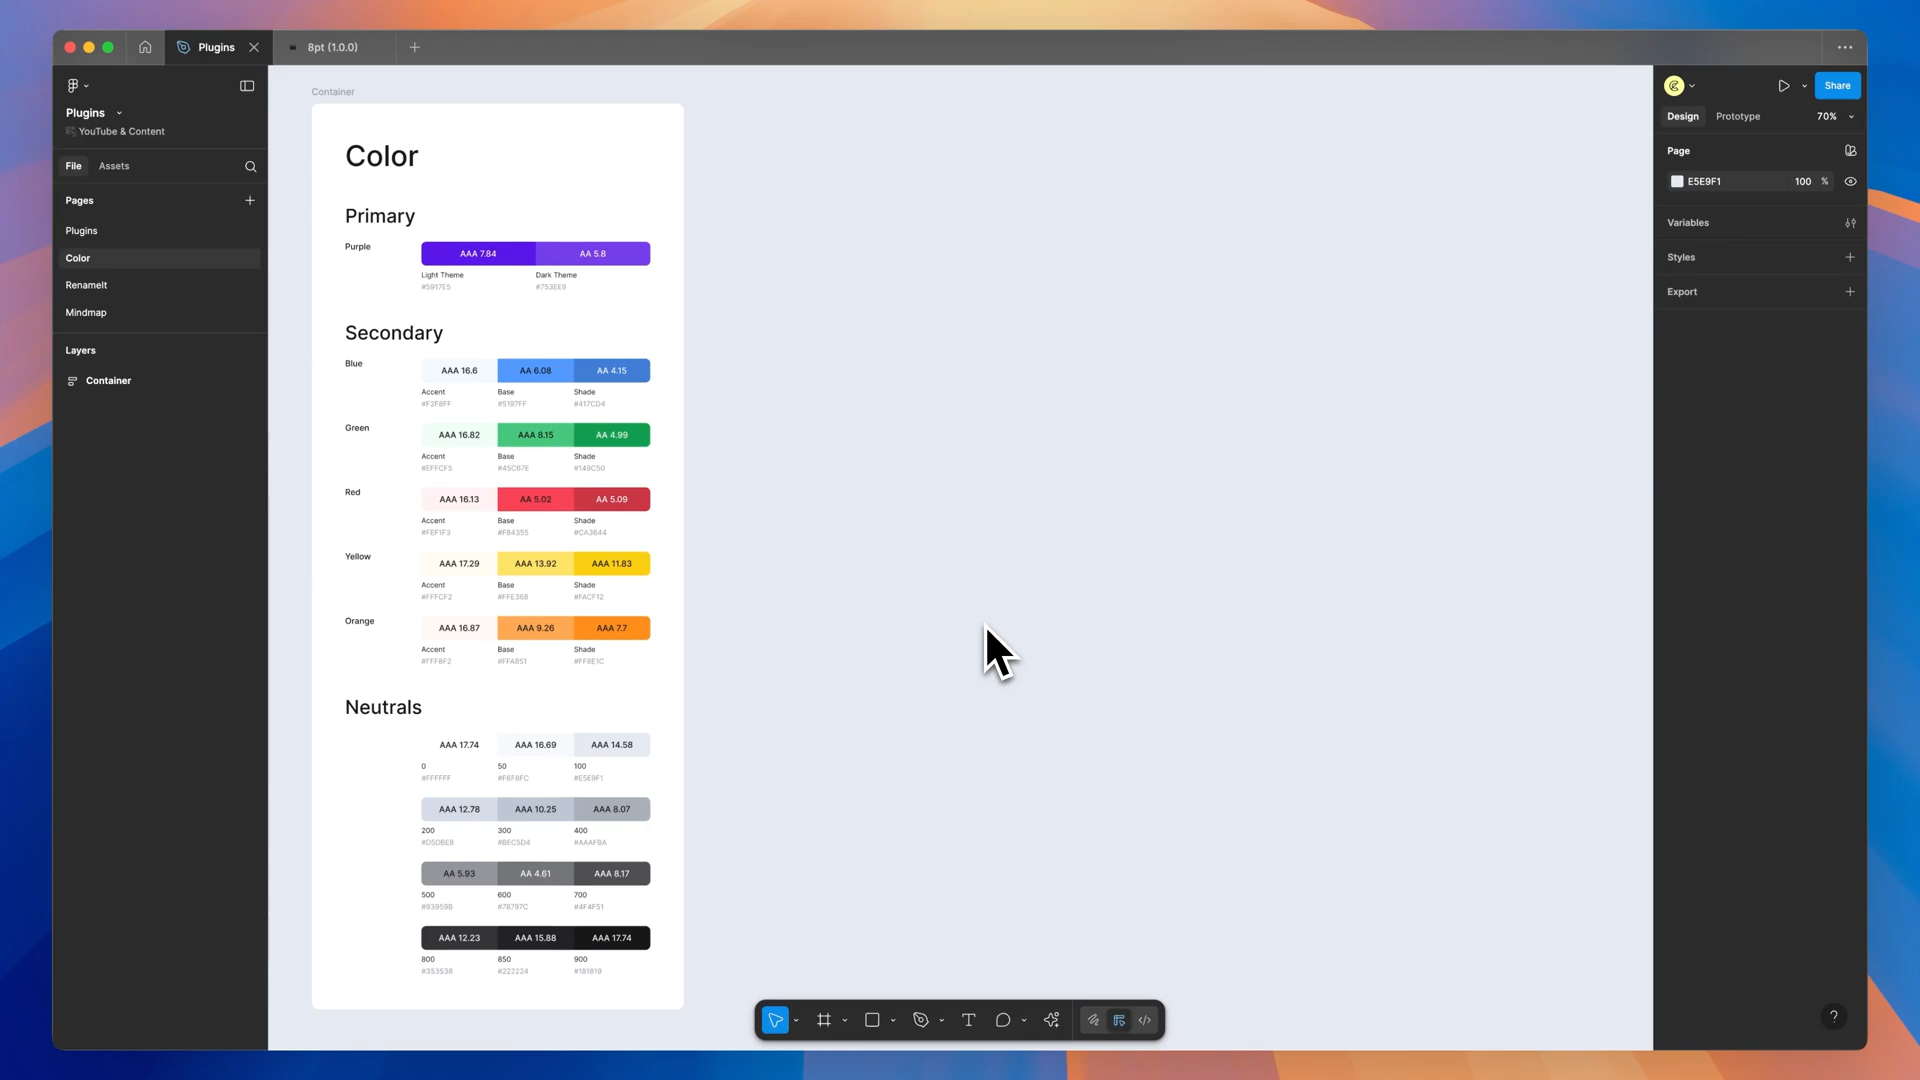 Plugins
8pt (1.0.0)
Plugins
YouTube & Content
File Assets
Pages
Plugins
Color
RenameIt
Mindmap
Layers
Container
Container
Color
Primary
Purple
AAA 7.84 AA 5.8
Light Theme Dark Theme
#5917E5 #753EE9
Secondary
Blue
AAA 16.6 AA 6.08 AA 4.15
Accent Base Shade
#F2F8FF #5197FF #417CD4
Green
AAA 16.82 AAA 8.15 AA 4.99
Accent Base Shade
#EFFCF5 #45C87E #149C50
Red
AAA 16.13 AA 5.02 AA 5.09
Accent Base Shade
#FEF1F3 #F84355 #CA3644
Yellow
AAA 17.29 AAA 13.92 AAA 11.83
Accent Base Shade
#FFFCF2 #FFE368 #FACF12
Orange
AAA 16.87 AAA 9.26 AAA 7.7
Accent Base Shade
#FFF8F2 #FFA851 #FF8E1C
Neutrals
AAA 17.74 AAA 16.69 AAA 14.58
0 50 100
#FFFFFF #F6F8FC #E5E9F1
AAA 12.78 AAA 10.25 AAA 8.07
200 300 400
#D5DBE8 #BEC5D4 #AAAFBA
AA 5.93 AA 4.61 AAA 8.17
500 600 700
#93959B #78797C #4F4F51
AAA 12.23 AAA 15.88 AAA 17.74
800 850 900
#353538 #222224 #181819
Share
Design Prototype 70%
Page
E5E9F1 100 %
Variables
Styles
Export
?